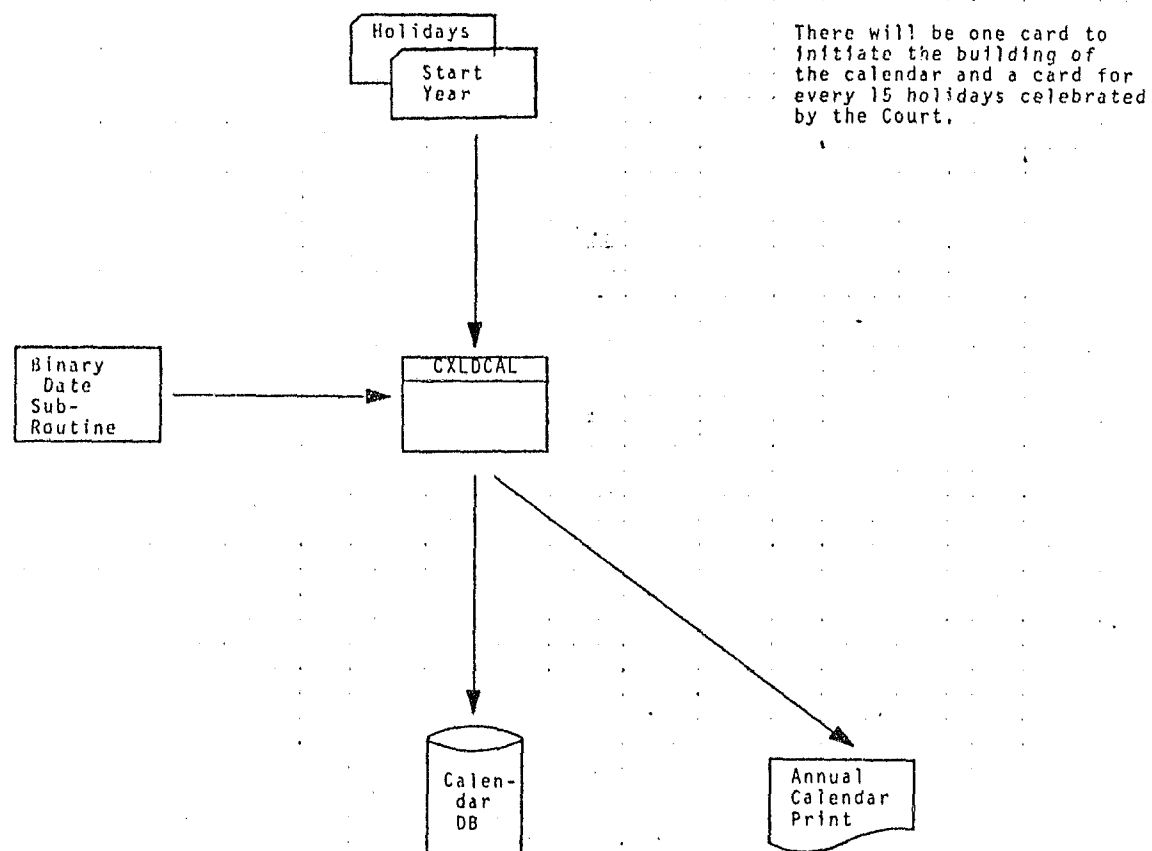 Holidays
Start
Year
There will be one card to
initiate the building of
the calendar and a card for
every 15 holidays celebrated
by the Court.
Binary
Date
Sub-
Routine
CXLDCAL
Calen-
dar
DB
Annual
Calendar
Print